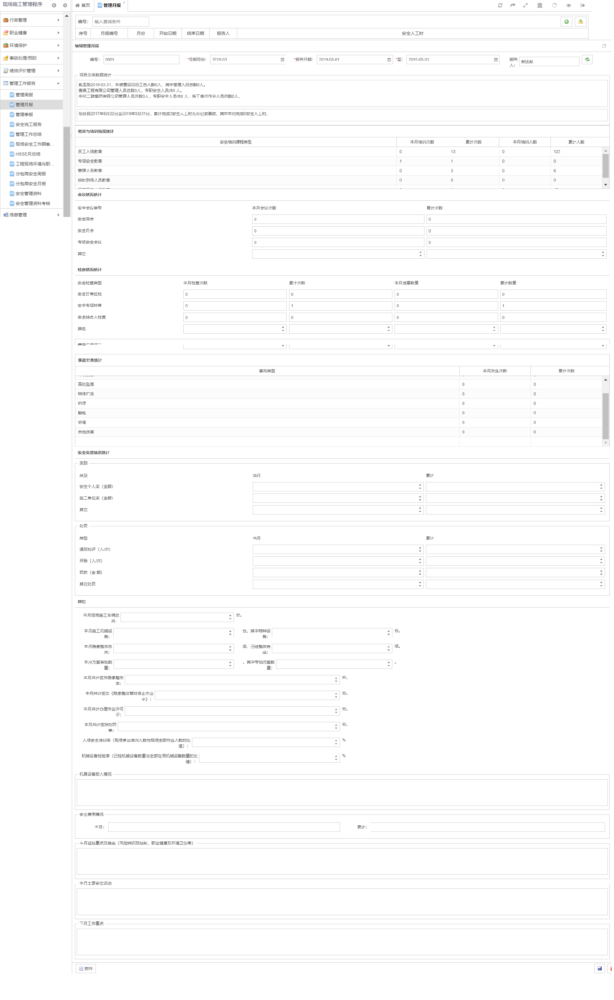 现场施工管理程序
首页
管理月报
行政管理
职业健康
环境保护
事故处理/预防
绩效评价管理
管理工作报告
管理周报
管理月报
管理季报
安全完工报告
管理工作总结
现场安全工作顾客...
HSSE月总结
工程现场环境与职...
分包商安全周报
分包商安全月报
安全管理资料
安全管理资料考核
信息管理
编号： 输入查询条件
序号 月报编号 月份 开始日期 结束日期 报告人 安全人工时
编辑管理月报
编号： 0001 *月报月份： 2019-03 *报告日期： 2019-03-01 *至： 2019-03-31 报告
人：
项目总体数据统计
截至到2019-03-31，本装置项目员工总人数0人，其中管理人员总数0人。
赛鼎工程有限公司管理人员总数0人，专职安全人员共0 人。
中化二建集团有限公司管理人员总数0人，专职安全人员共0 人，施工单位作业人员总数0人。
项目自2017年8月22日至2019年3月31日，累计完成0安全人工时无可记录事故，其中本月完成0安全人工时。
教育与培训情况统计
安全培训课程类型 本月培训次数 累计次数 本月培训人数 累计人数
员工入场教育 0 13 0 123
专项安全教育 1 1 0 0
管理人员教育 0 3 0 6
临时到场人员教育 0 0 0 0
会议情况统计
安全会议类型 本月会议次数 累计次数
安全周会 0 0
安全月会 0 0
专项安全会议 0 0
其它
检查情况统计
安全检查类型 本月检查次数 累计次数 本月违章数量 累计数量
安全日常巡检 0 0 0 0
安全专项检查 0 1 0 1
安全综合大检查 0 0 0 0
其他
事故分类统计
事故类型 本月发生次数 累计次数
高处坠落 0 0
物体打击 0 0
灼烫 0 0
触电 0 0
坍塌 0 0
其他伤害 0 0
安全奖惩情况统计
奖励
类型 当月 累计
安全个人奖（金额）
施工单位奖（金额）
其它
处罚
类型 当月 累计
通报批评（人/次）
开除（人/次）
罚款（金 额）
其它处罚
其它
本月现场施工车辆总
共： 台。
本月施工机械设
备： 台，其中特种设
备： 台。
本月隐患整改总
共： 项，已经整改完
成： 项。
本月方案审批数
量： ，其中专项方案数
量： 。
本月共计签发隐患整改
单： 份。
本月共计签发《隐患整改暂时停止作业
令》： 份。
本月共计办理作业许可
证： 份。
本月共计签发处罚
单： 份。
入场安全培训率（现场参加培训人数与现场全部作业人数的比
值）： %
机械设备检验率（已检机械设备数量与全部在用机械设备数量的比
值）： %
机具设备投入情况
安全费用情况
本月： 累计：
本月监控重点及措施（风险辨识及控制，职业健康及环境卫生等）
本月主要安全活动
下月工作重点
附件